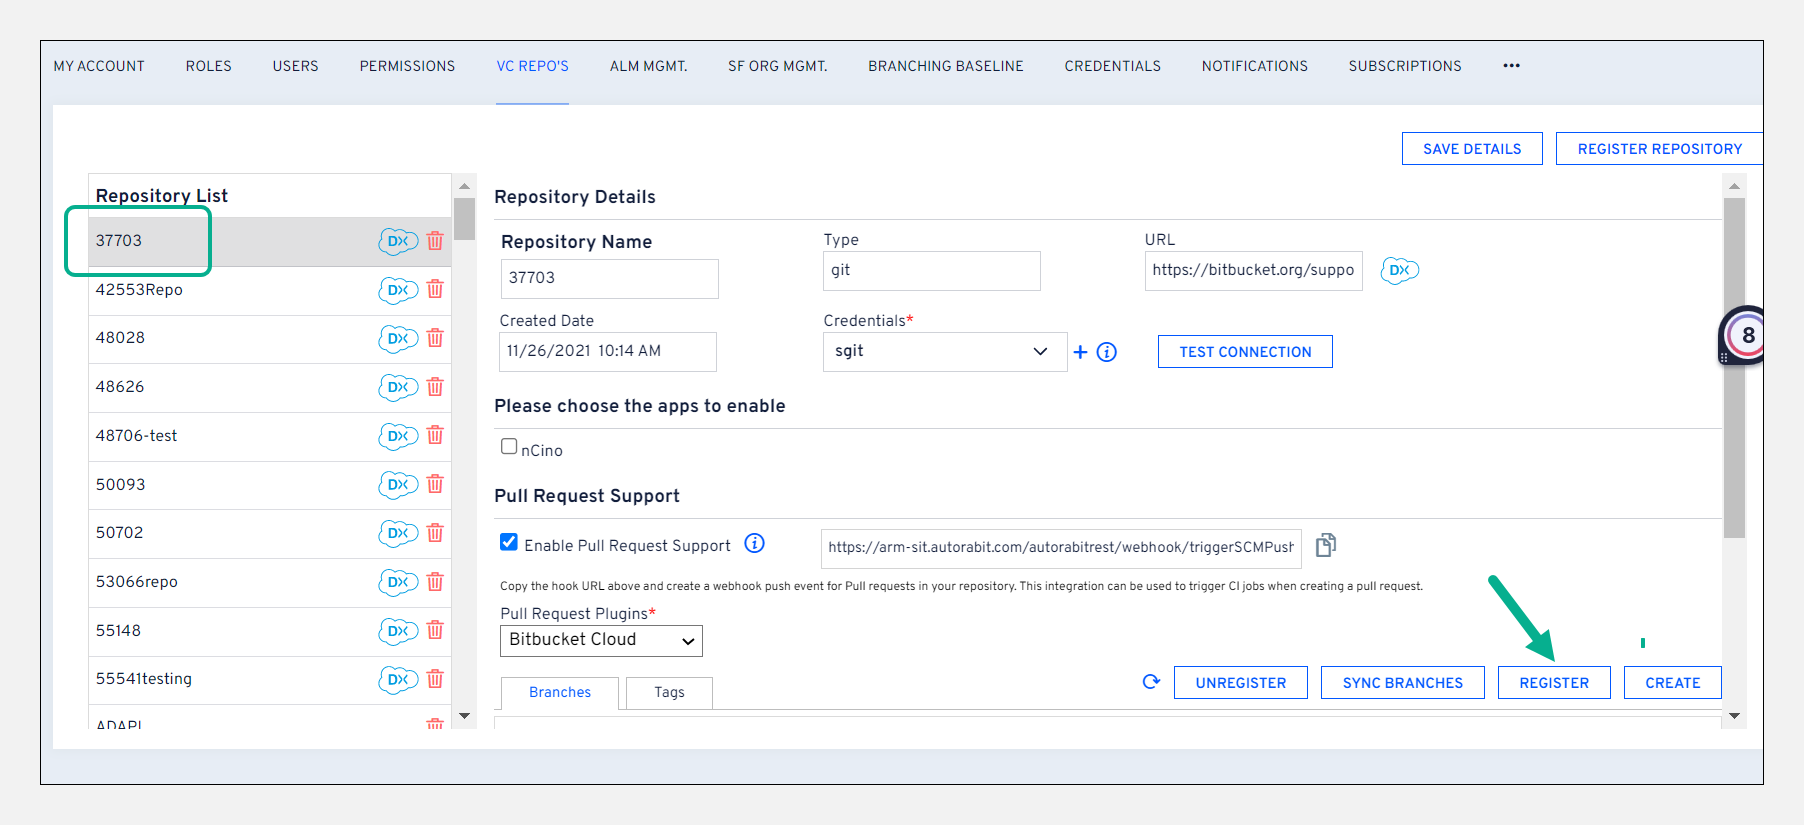 MY ACCOUNT ROLES USERS PERMISSIONS VC REPO'S ALM MGMT. SF ORG MGMT. BRANCHING BASELINE CREDENTIALS NOTIFICATIONS SUBSCRIPTIONS •••
SAVE DETAILS REGISTER REPOSITORY
Repository List
37703 DX
42553Repo DX
48028 DX
48626 DX
48706-test DX
50093 DX
50702 DX
53066repo DX
55148 DX
55541testing DX
ADAPI
Repository Details
Repository Name Type URL
37703 git https://bitbucket.org/suppo DX
Created Date Credentials*
11/26/2021 10:14 AM sgit + i TEST CONNECTION
8
Please choose the apps to enable
nCino
Pull Request Support
Enable Pull Request Support i https://arm-sit.autorabit.com/autorabitrest/webhook/triggerSCMPush
Copy the hook URL above and create a webhook push event for Pull requests in your repository. This integration can be used to trigger CI jobs when creating a pull request.
Pull Request Plugins*
Bitbucket Cloud
Branches Tags UNREGISTER SYNC BRANCHES REGISTER CREATE